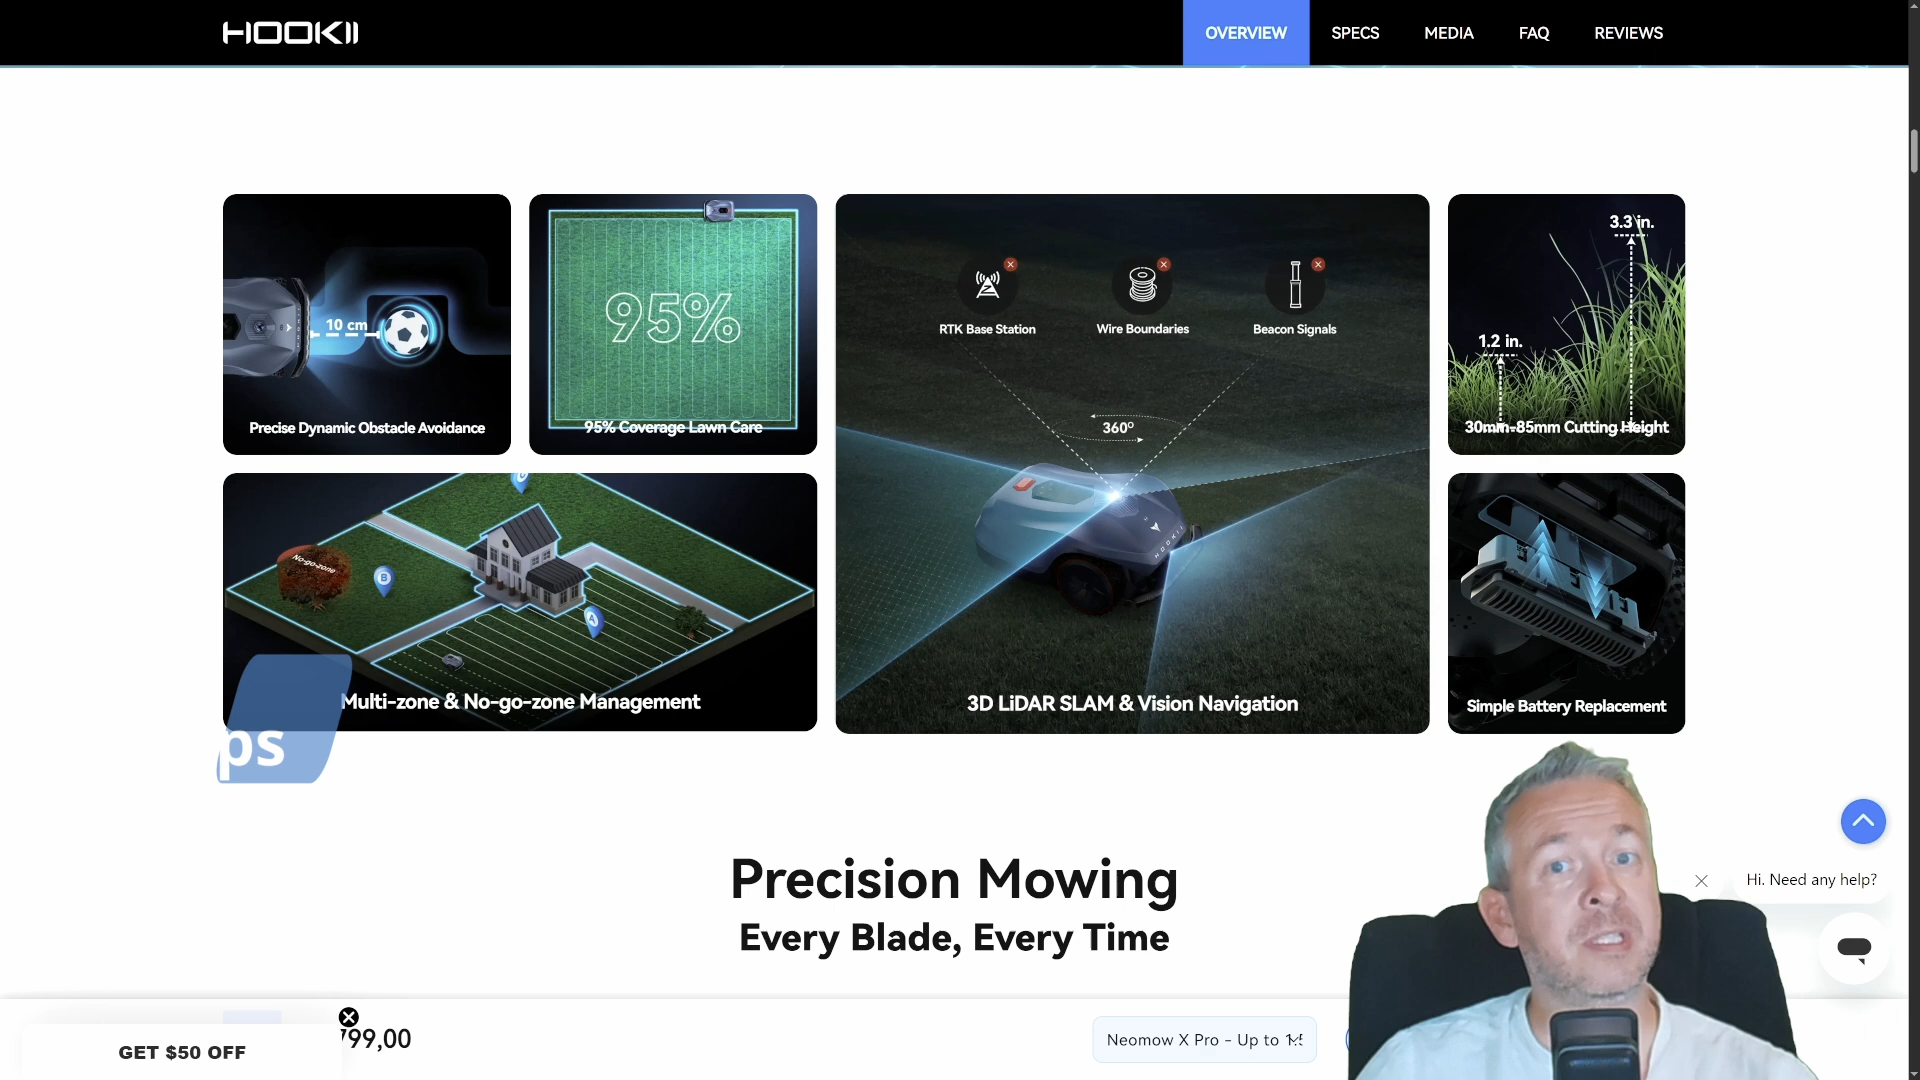 HOOKII
OVERVIEW
SPECS
MEDIA
FAQ
REVIEWS
10 cm
Precise Dynamic Obstacle Avoidance
95%
95% Coverage Lawn Care
RTK Base Station
Wire Boundaries
Beacon Signals
360°
HOOKII
3D LiDAR SLAM & Vision Navigation
3.3 in.
1.2 in.
30mm-85mm Cutting Height
No-go-zone
C
B
A
Multi-zone & No-go-zone Management
Simple Battery Replacement
ps
Precision Mowing
Every Blade, Every Time
Hi. Need any help?
GET $50 OFF
799,00
Neomow X Pro - Up to